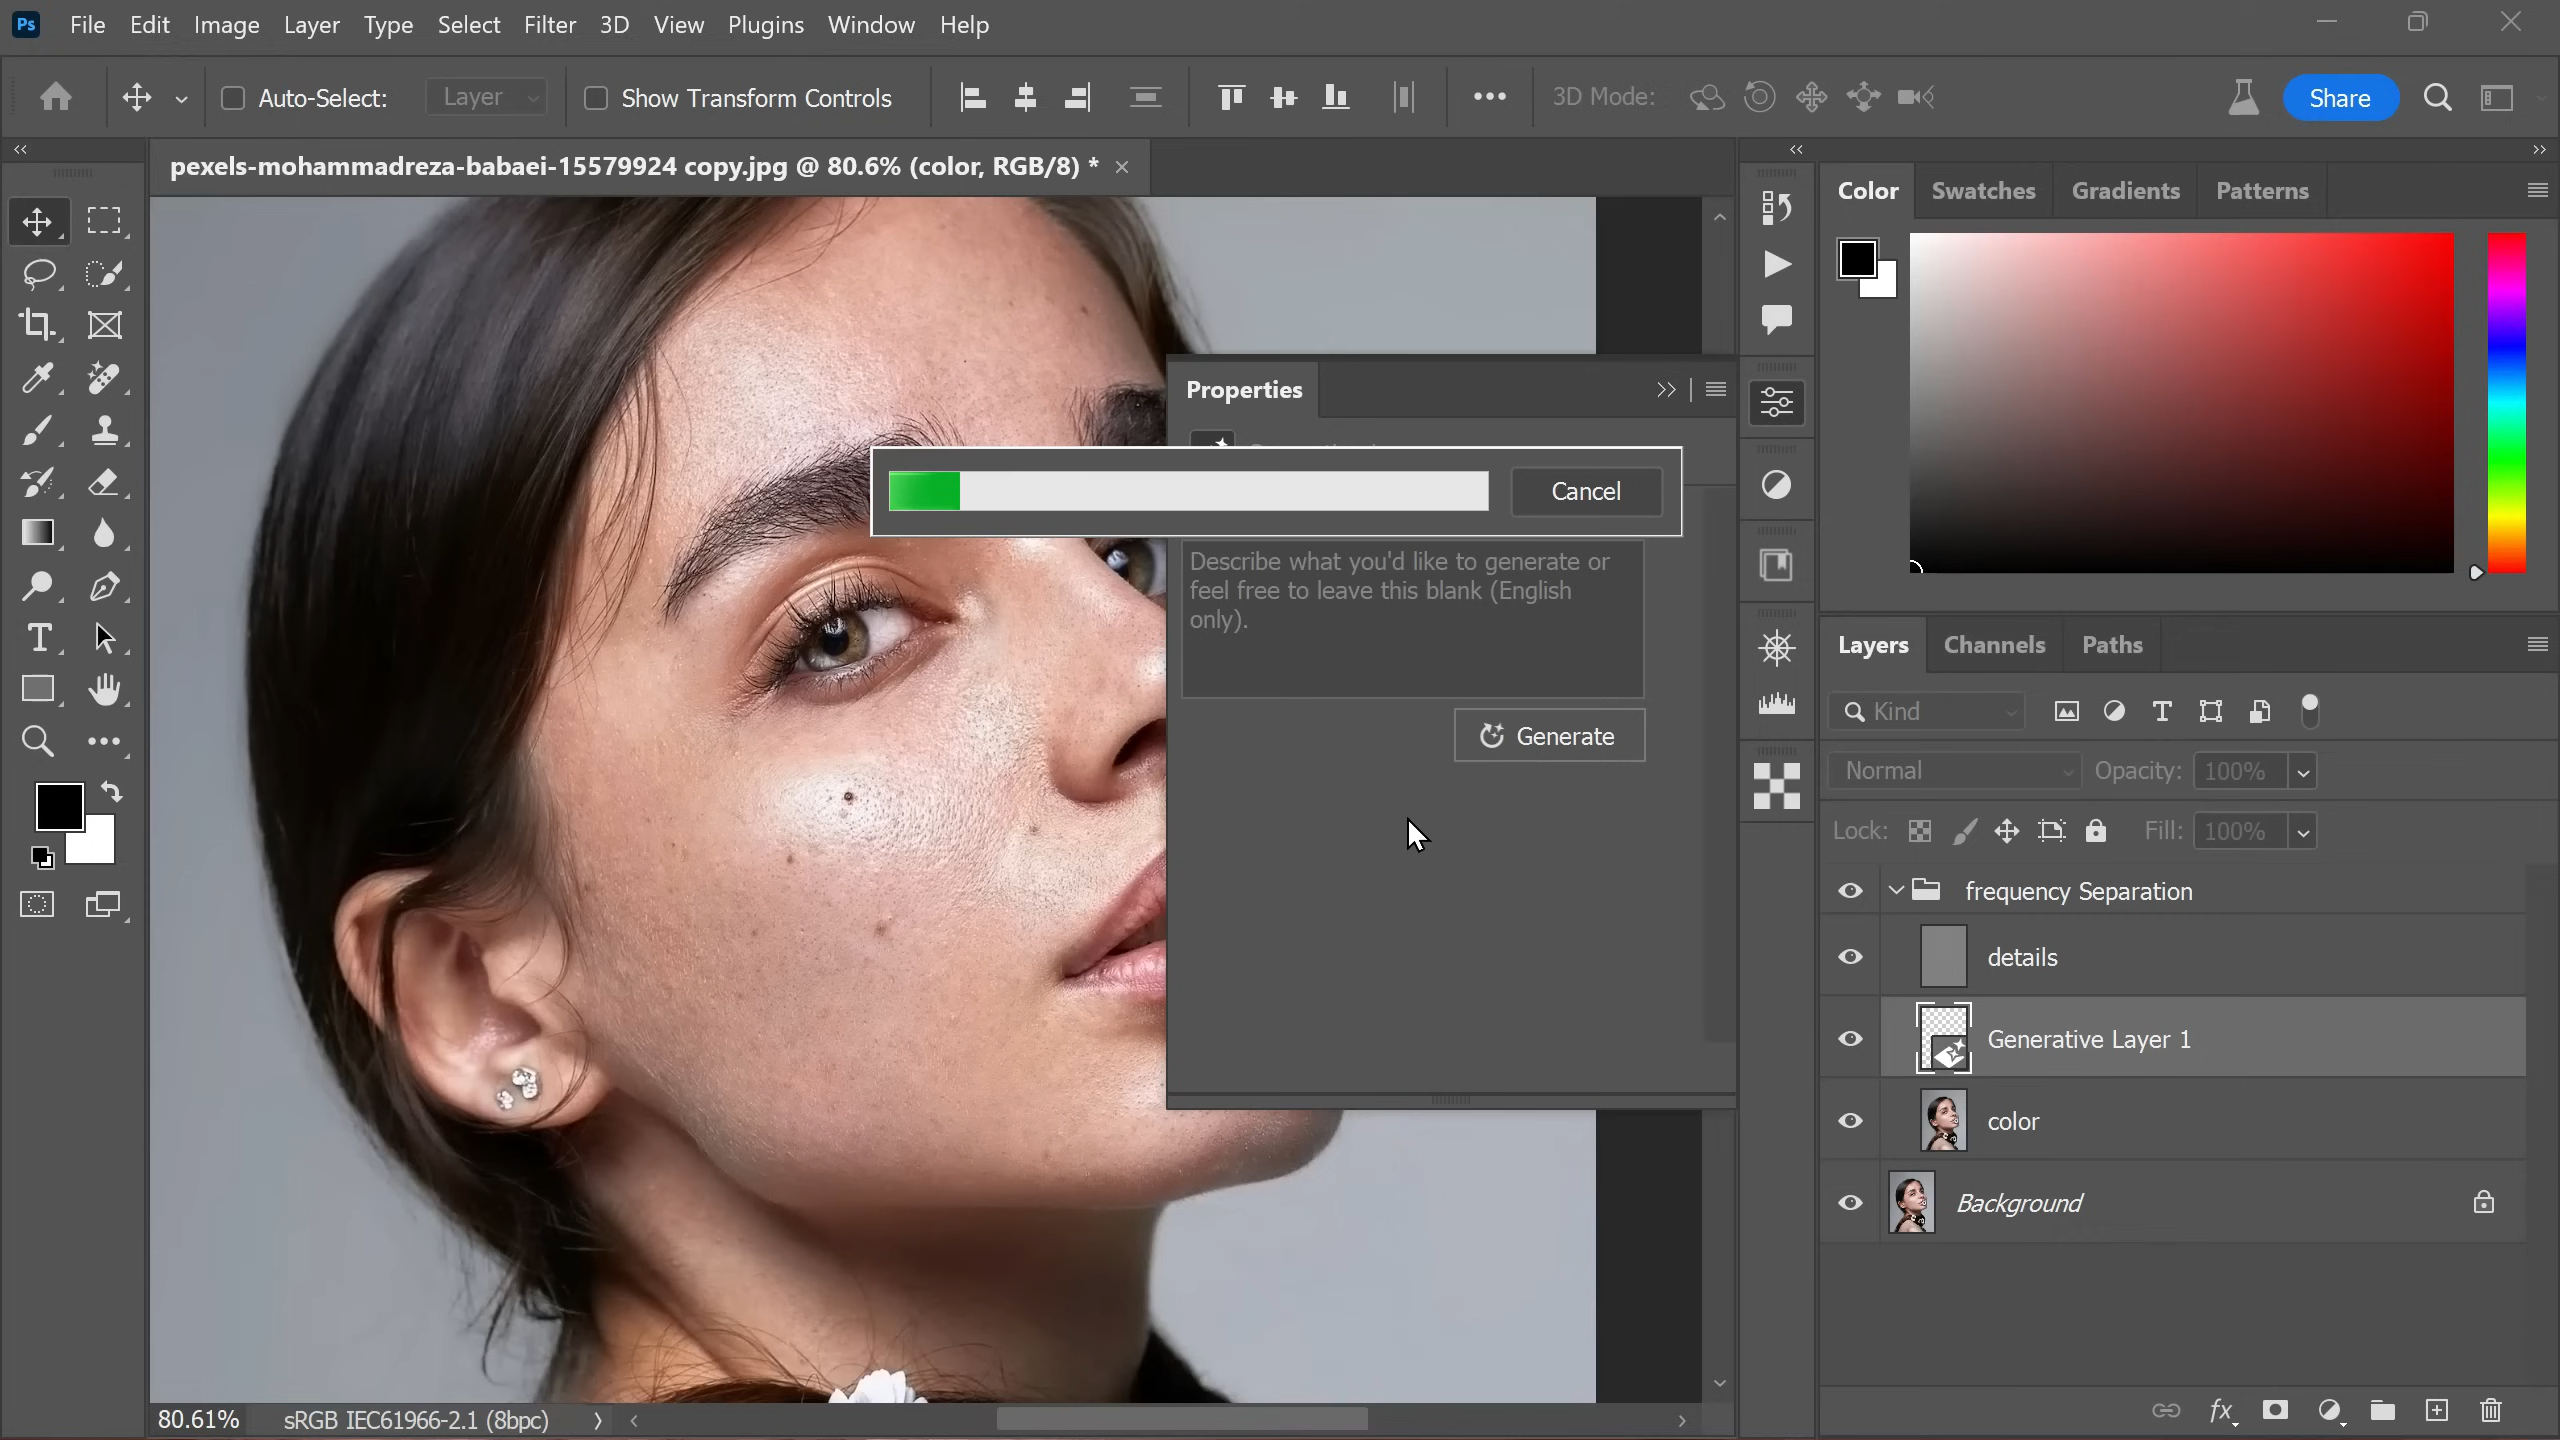 Ps File Edit Image Layer Type Select Filter 3D View Plugins Window Help
Auto-Select: Layer Show Transform Controls 3D Mode: Share
pexels-mohammadreza-babaei-15579924 copy.jpg @ 80.6% (color, RGB/8) *
Color Swatches Gradients Patterns
Properties
Cancel
Describe what you'd like to generate or
feel free to leave this blank (English
only).
Generate
Layers Channels Paths
Kind
Normal Opacity: 100%
Lock: Fill: 100%
frequency Separation
details
Generative Layer 1
color
Background
80.61% sRGB IEC61966-2.1 (8bpc)
fx